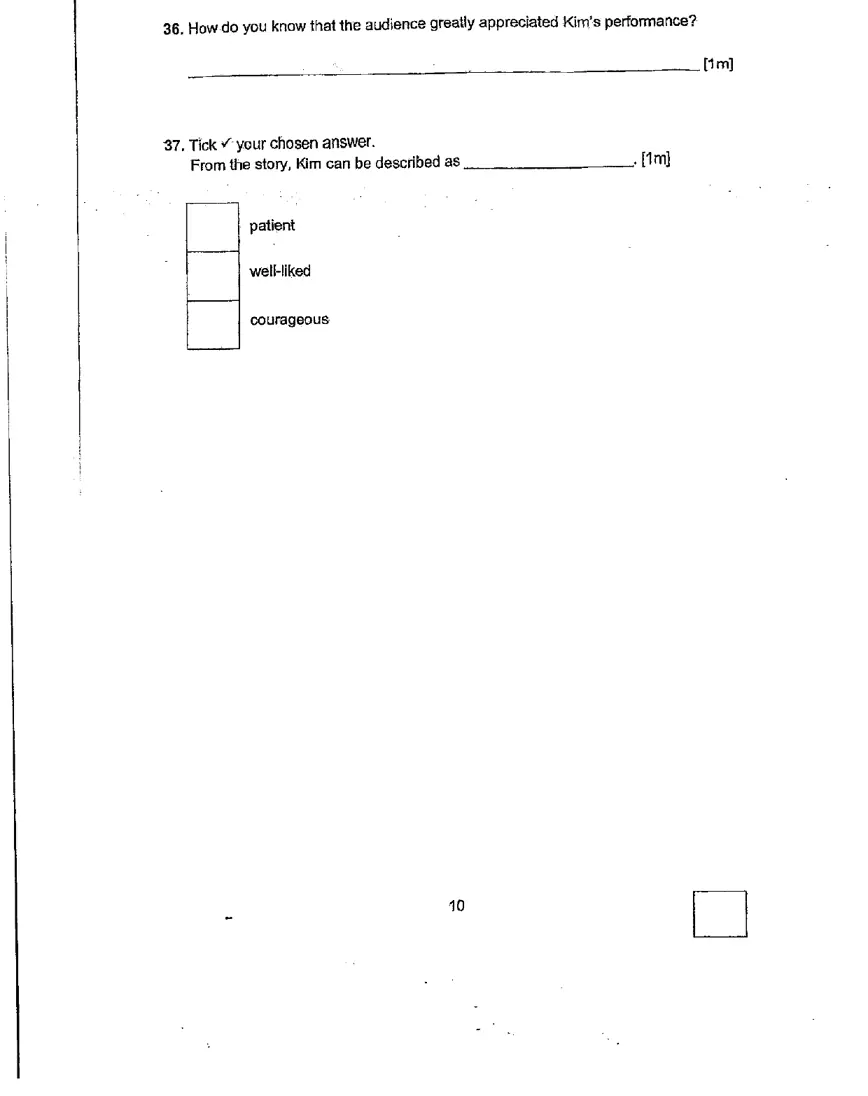 36. How do you know that the audience greatly appreciated Kim's performance?
[1m]
37. Tick ✓ your chosen answer.
From the story, Kim can be described as ____________________. [1m]
patient
well-liked
courageous
10